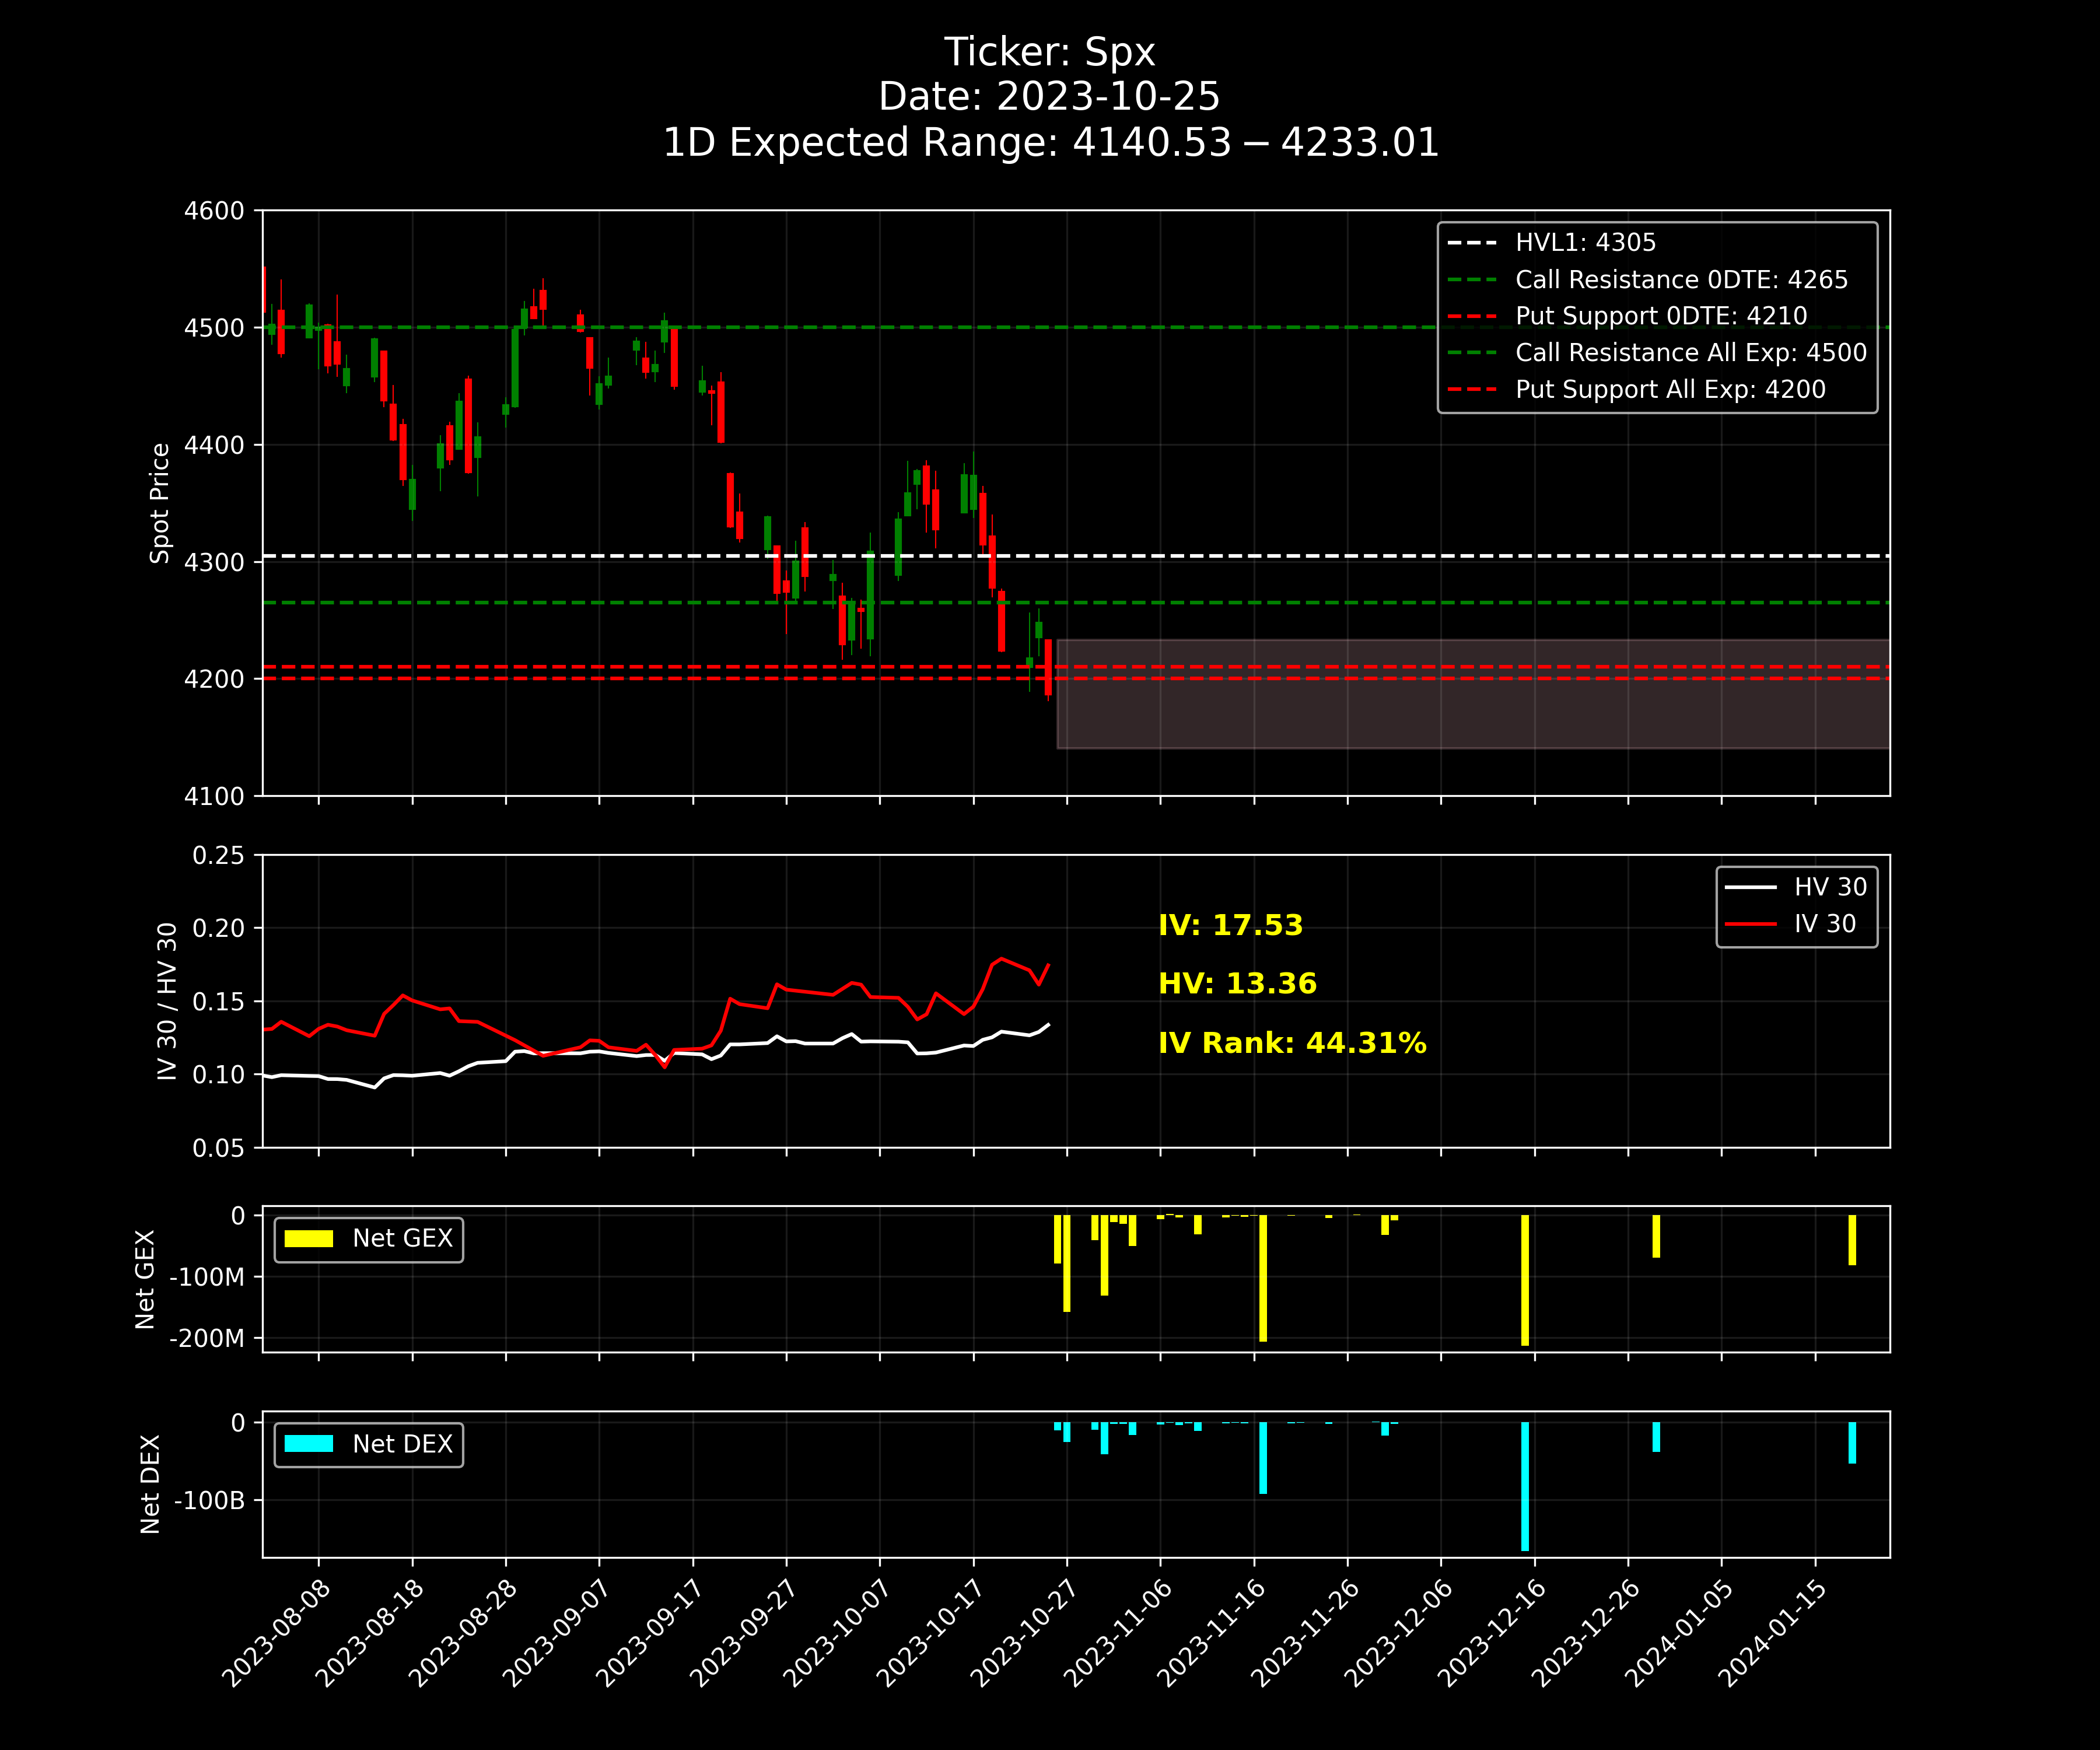 Ticker: Spx
Date: 2023-10-25
1D Expected Range: 4140.53 – 4233.01
4600
4500
4400
4300
4200
4100
Spot Price
HVL1: 4305
Call Resistance 0DTE: 4265
Put Support 0DTE: 4210
Call Resistance All Exp: 4500
Put Support All Exp: 4200
0.25
0.20
0.15
0.10
0.05
IV 30 / HV 30
IV: 17.53
HV: 13.36
IV Rank: 44.31%
HV 30
IV 30
0
-100M
-200M
Net GEX
Net GEX
0
-100B
Net DEX
Net DEX
2023-08-08
2023-08-18
2023-08-28
2023-09-07
2023-09-17
2023-09-27
2023-10-07
2023-10-17
2023-10-27
2023-11-06
2023-11-16
2023-11-26
2023-12-06
2023-12-16
2023-12-26
2024-01-05
2024-01-15